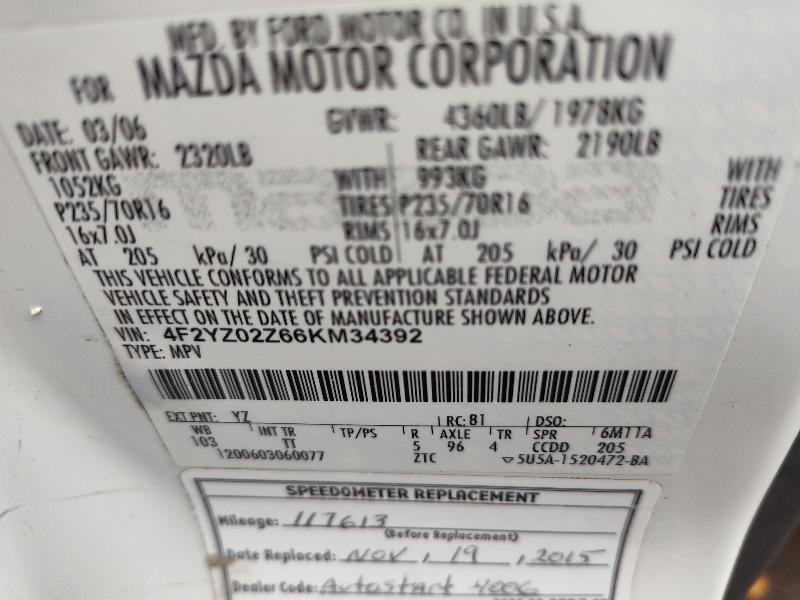 MFD. BY FORD MOTOR CO. IN U.S.A.
FOR MAZDA MOTOR CORPORATION
DATE: 03/06 GVWR: 4360LB/ 1978KG
FRONT GAWR: 2320LB REAR GAWR: 2190LB
1052KG WITH 993KG WITH
P235/70R16 TIRES P235/70R16 TIRES
16x7.0J RIMS 16x7.0J RIMS
AT 205 kPa/ 30 PSI COLD AT 205 kPa/ 30 PSI COLD
THIS VEHICLE CONFORMS TO ALL APPLICABLE FEDERAL MOTOR
VEHICLE SAFETY AND THEFT PREVENTION STANDARDS
IN EFFECT ON THE DATE OF MANUFACTURE SHOWN ABOVE.
VIN: 4F2YZ02Z66KM34392
TYPE: MPV
EXT PNT: YZ RC: 81 DSO:
WB INT TR TP/PS R AXLE TR SPR 6M11A
103 TT 5 96 4 CCDD 205
1200603060077 ZTC ▽5U5A-1520472-BA
SPEEDOMETER REPLACEMENT
Mileage: 117613
(Before Replacement)
Date Replaced: NOV, 19, 2015
Dealer Code: Autostart 4006